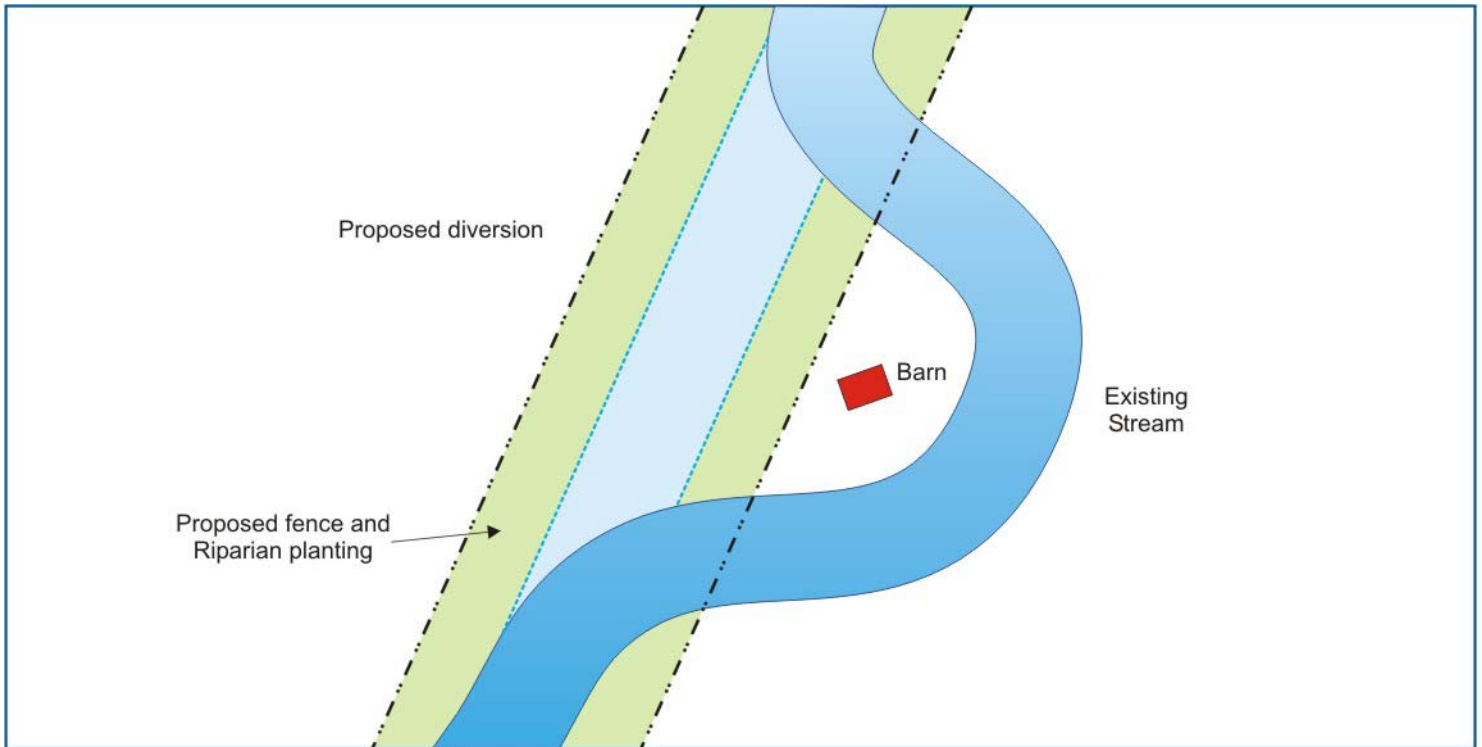 Proposed diversion
Barn
Existing
Stream
Proposed fence and
Riparian planting